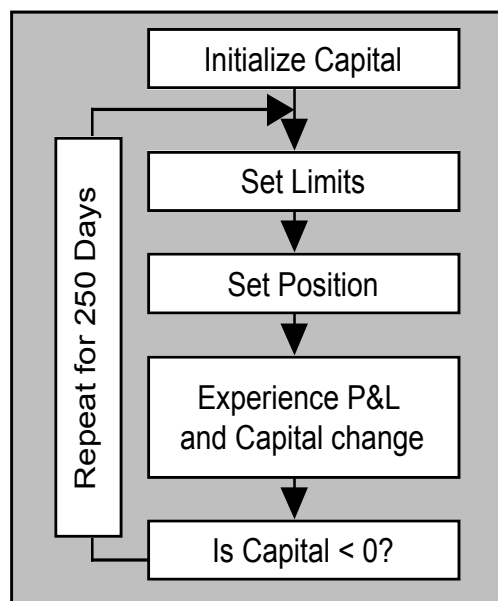 Initialize Capital
Set Limits
Set Position
Experience P&L
and Capital change
Is Capital < 0?
Repeat for 250 Days